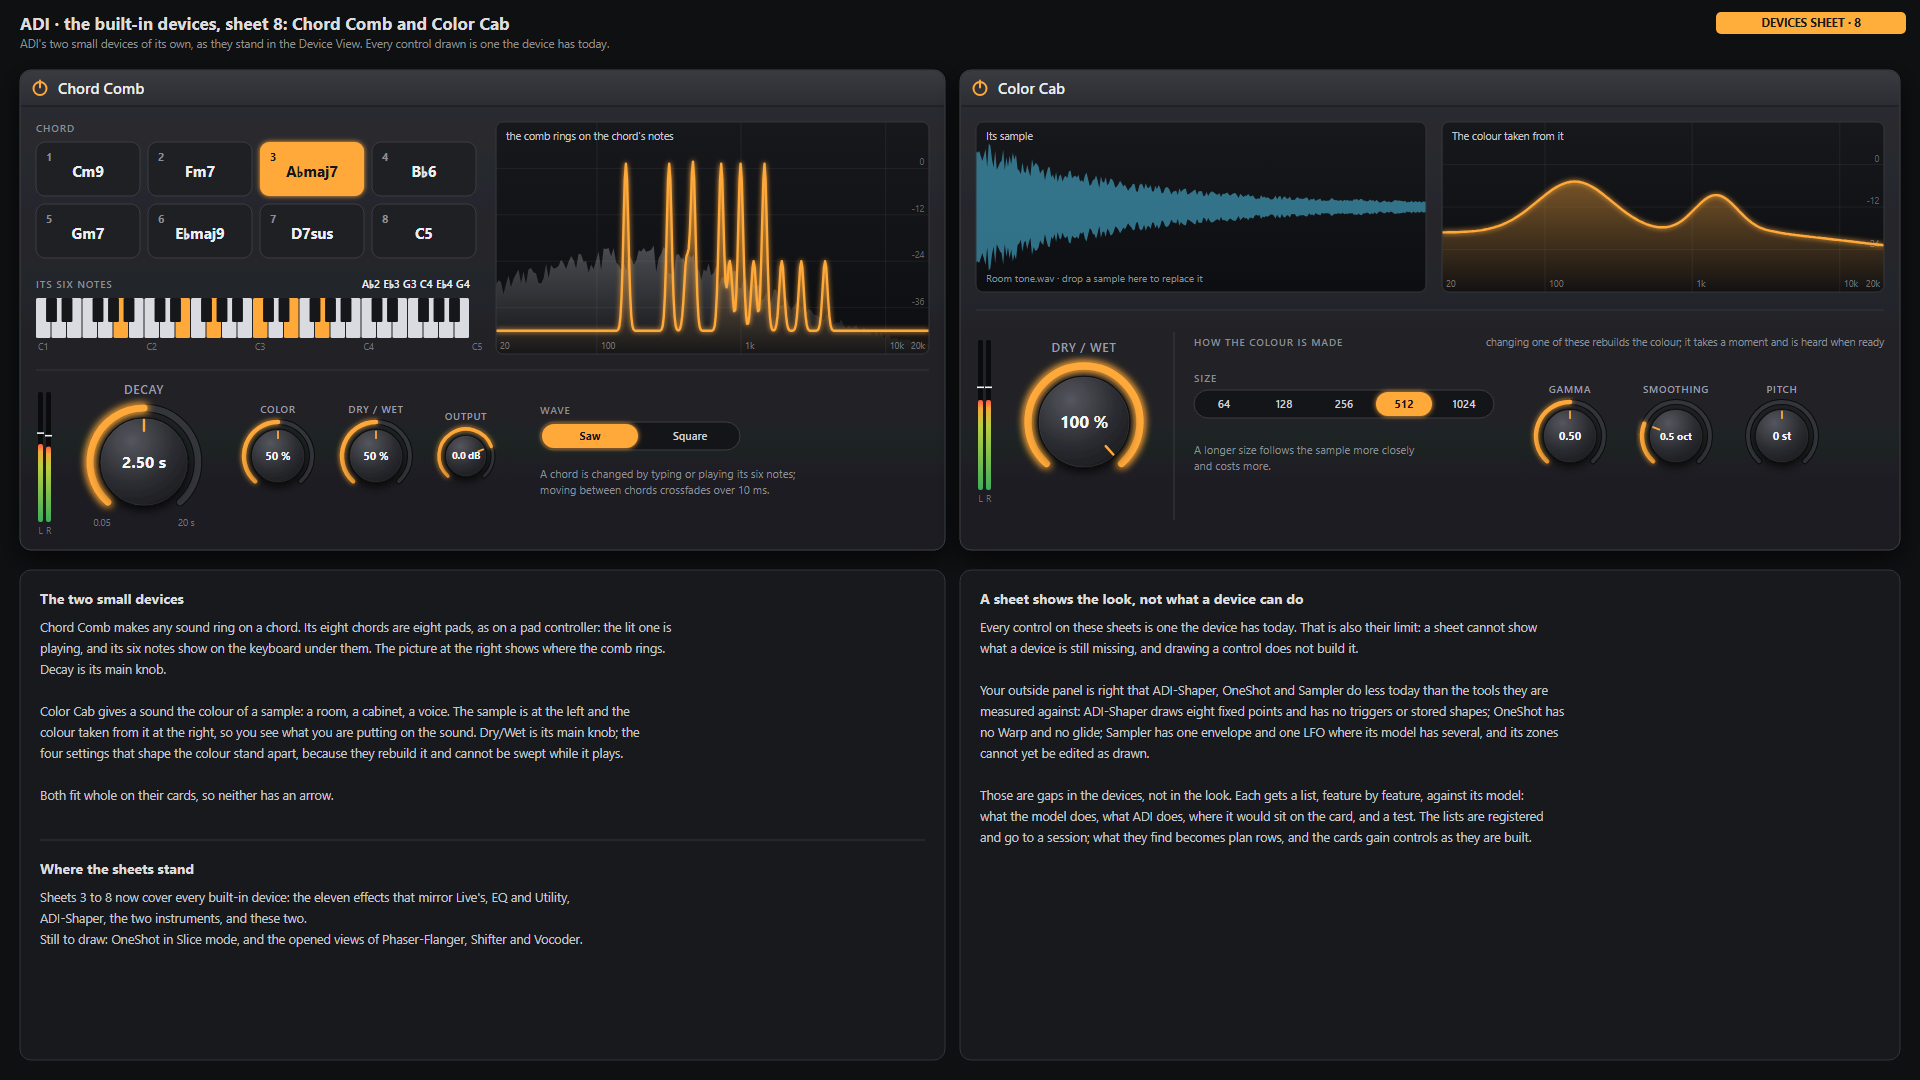 ADI · the built-in devices, sheet 8: Chord Comb and Color Cab
ADI's two small devices of its own, as they stand in the Device View. Every control drawn is one the device has today.
DEVICES SHEET · 8
Chord Comb
CHORD
1 Cm9
2 Fm7
3 A♭maj7
4 B♭6
5 Gm7
6 E♭maj9
7 D7sus
8 C5
ITS SIX NOTES
A♭2 E♭3 G3 C4 E♭4 G4
C1 C2 C3 C4 C5
the comb rings on the chord's notes
0
-12
-24
-36
20 100 1k 10k 20k
L R
DECAY
2.50 s
0.05 20 s
COLOR
50 %
DRY / WET
50 %
OUTPUT
0.0 dB
WAVE
Saw Square
A chord is changed by typing or playing its six notes;
moving between chords crossfades over 10 ms.
Color Cab
Its sample
Room tone.wav · drop a sample here to replace it
The colour taken from it
0
-12
-24
20 100 1k 10k 20k
L R
DRY / WET
100 %
HOW THE COLOUR IS MADE
changing one of these rebuilds the colour; it takes a moment and is heard when ready
SIZE
64 128 256 512 1024
A longer size follows the sample more closely
and costs more.
GAMMA
0.50
SMOOTHING
0.5 oct
PITCH
0 st
The two small devices
Chord Comb makes any sound ring on a chord. Its eight chords are eight pads, as on a pad controller: the lit one is
playing, and its six notes show on the keyboard under them. The picture at the right shows where the comb rings.
Decay is its main knob.
Color Cab gives a sound the colour of a sample: a room, a cabinet, a voice. The sample is at the left and the
colour taken from it at the right, so you see what you are putting on the sound. Dry/Wet is its main knob; the
four settings that shape the colour stand apart, because they rebuild it and cannot be swept while it plays.
Both fit whole on their cards, so neither has an arrow.
Where the sheets stand
Sheets 3 to 8 now cover every built-in device: the eleven effects that mirror Live's, EQ and Utility,
ADI-Shaper, the two instruments, and these two.
Still to draw: OneShot in Slice mode, and the opened views of Phaser-Flanger, Shifter and Vocoder.
A sheet shows the look, not what a device can do
Every control on these sheets is one the device has today. That is also their limit: a sheet cannot show
what a device is still missing, and drawing a control does not build it.
Your outside panel is right that ADI-Shaper, OneShot and Sampler do less today than the tools they are
measured against: ADI-Shaper draws eight fixed points and has no triggers or stored shapes; OneShot has
no Warp and no glide; Sampler has one envelope and one LFO where its model has several, and its zones
cannot yet be edited as drawn.
Those are gaps in the devices, not in the look. Each gets a list, feature by feature, against its model:
what the model does, what ADI does, where it would sit on the card, and a test. The lists are registered
and go to a session; what they find becomes plan rows, and the cards gain controls as they are built.